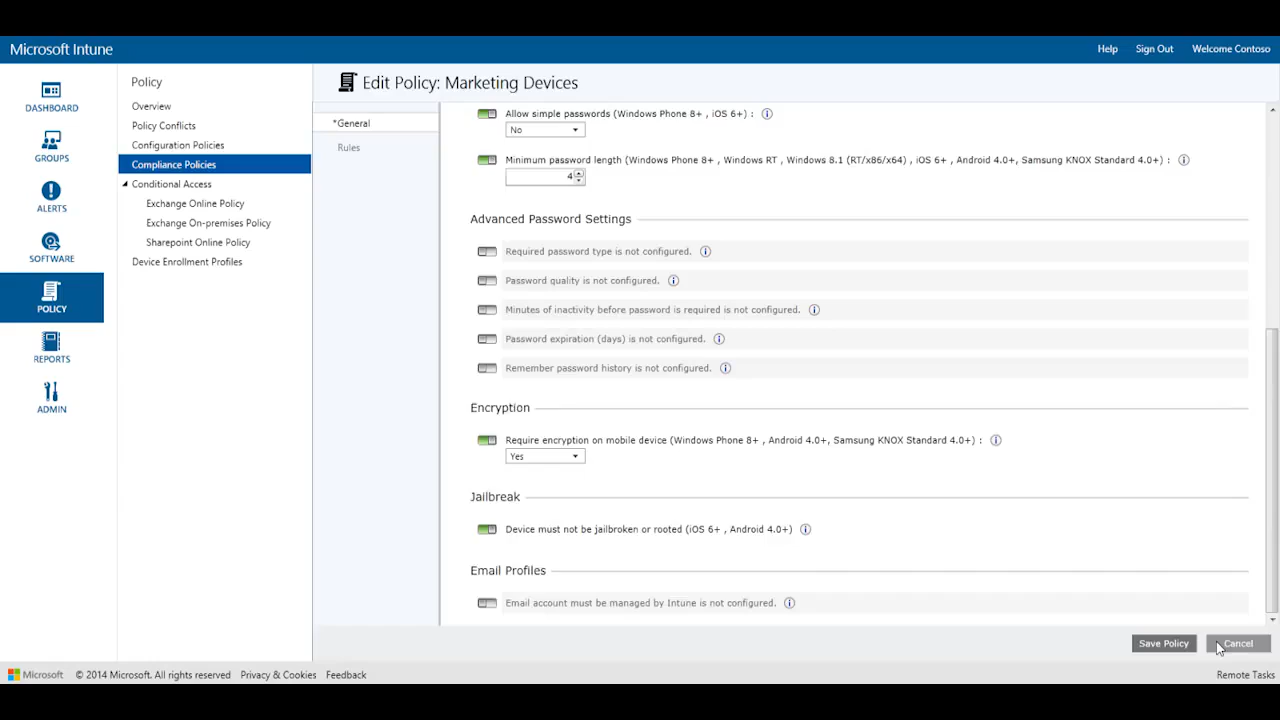 Microsoft Intune
Help
Sign Out
Welcome Contoso
DASHBOARD
GROUPS
ALERTS
SOFTWARE
POLICY
REPORTS
ADMIN
Policy
Overview
Policy Conflicts
Configuration Policies
Compliance Policies
Conditional Access
Exchange Online Policy
Exchange On-premises Policy
Sharepoint Online Policy
Device Enrollment Profiles
Edit Policy: Marketing Devices
*General
Rules
Allow simple passwords (Windows Phone 8+ , iOS 6+) :
No
Minimum password length (Windows Phone 8+ , Windows RT , Windows 8.1 (RT/x86/x64) , iOS 6+ , Android 4.0+, Samsung KNOX Standard 4.0+) :
4
Advanced Password Settings
Required password type is not configured.
Password quality is not configured.
Minutes of inactivity before password is required is not configured.
Password expiration (days) is not configured.
Remember password history is not configured.
Encryption
Require encryption on mobile device (Windows Phone 8+ , Android 4.0+, Samsung KNOX Standard 4.0+) :
Yes
Jailbreak
Device must not be jailbroken or rooted (iOS 6+ , Android 4.0+)
Email Profiles
Email account must be managed by Intune is not configured.
Save Policy
Cancel
Microsoft
© 2014 Microsoft. All rights reserved
Privacy & Cookies
Feedback
Remote Tasks